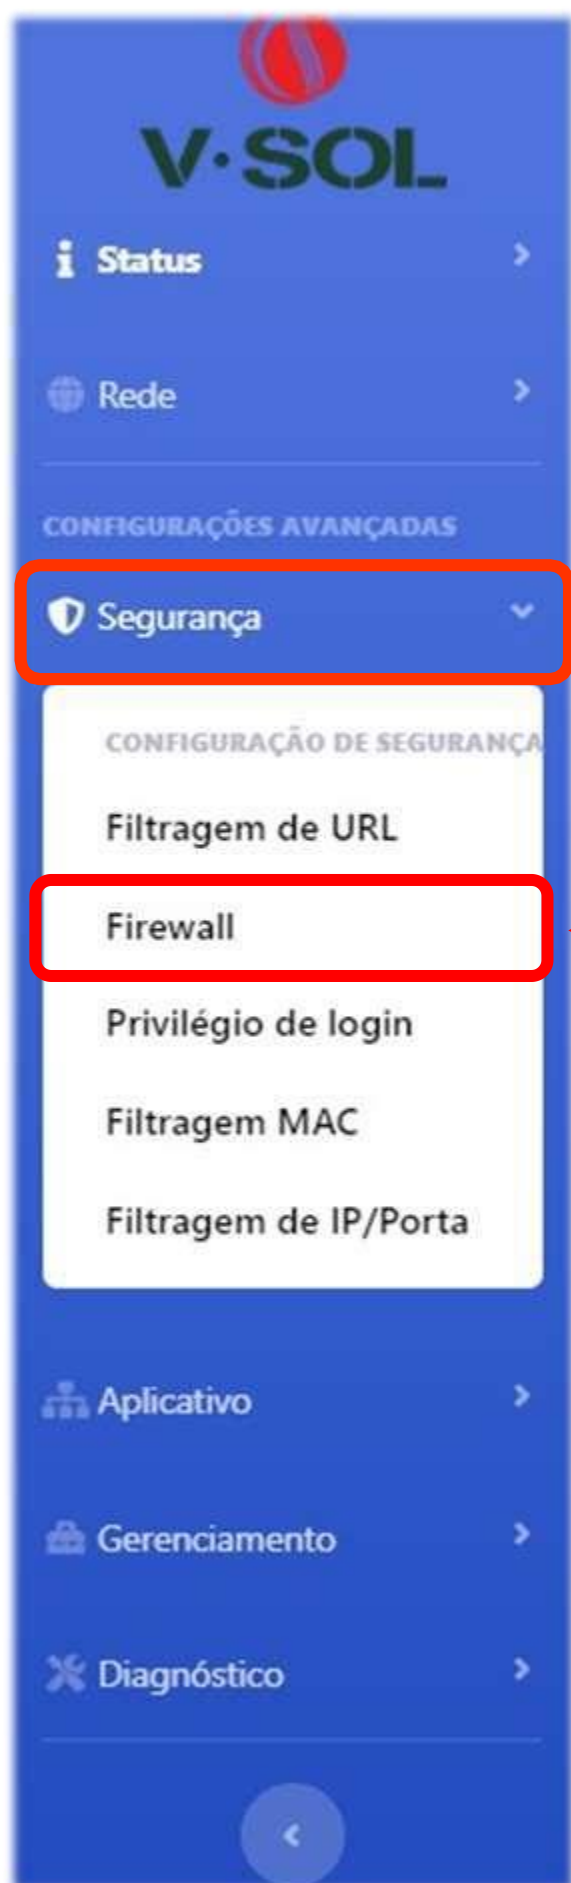 V·SOL
Status
Rede
CONFIGURAÇÕES AVANÇADAS
Segurança
CONFIGURAÇÃO DE SEGURANÇA
Filtragem de URL
Firewall
Privilégio de login
Filtragem MAC
Filtragem de IP/Porta
Aplicativo
Gerenciamento
Diagnóstico